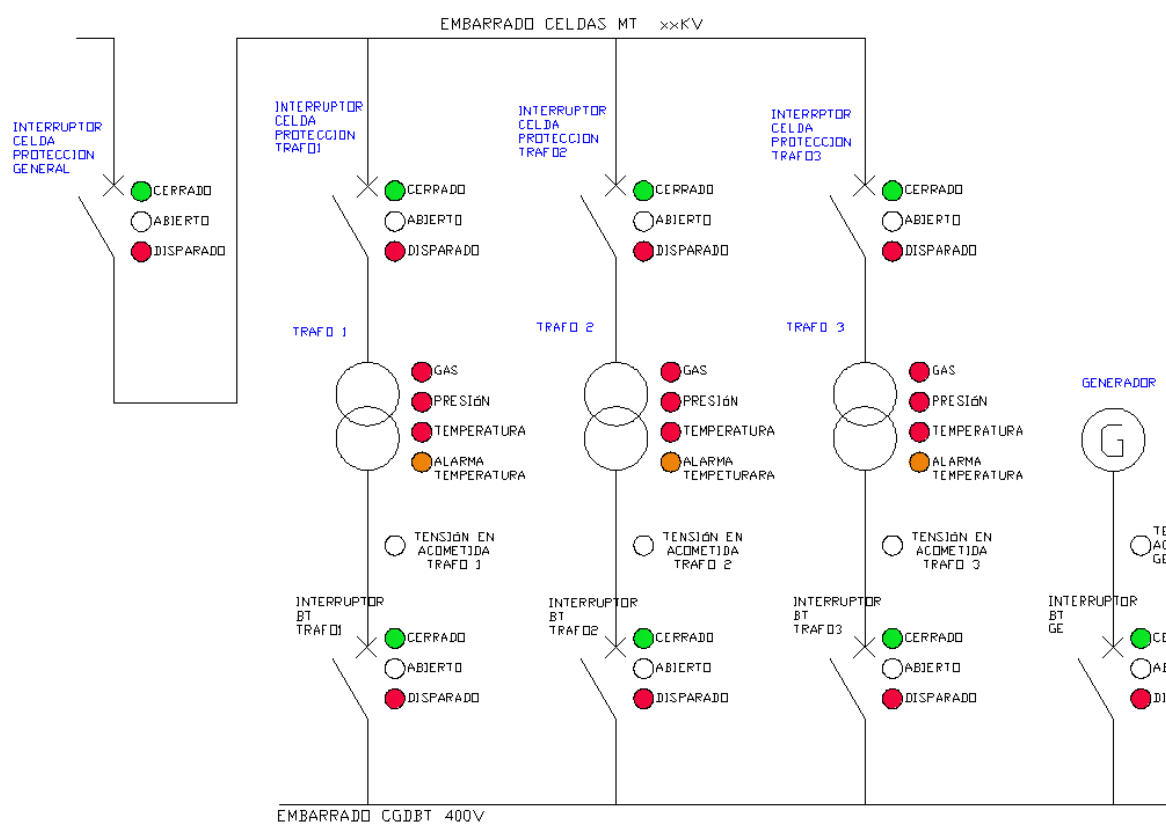 EMBARRADO CELDAS MT xxKV
INTERRUPTOR
CELDA
PROTECCION
GENERAL
CERRADO
ABIERTO
DISPARADO
INTERRUPTOR
CELDA
PROTECCION
TRAFO1
CERRADO
ABIERTO
DISPARADO
INTERRUPTOR
CELDA
PROTECCION
TRAFO2
CERRADO
ABIERTO
DISPARADO
INTERRPTOR
CELDA
PROTECCION
TRAFO3
CERRADO
ABIERTO
DISPARADO
TRAFO 1
GAS
PRESIóN
TEMPERATURA
ALARMA
TEMPERATURA
TRAFO 2
GAS
PRESIóN
TEMPERATURA
ALARMA
TEMPETURARA
TRAFO 3
GAS
PRESIóN
TEMPERATURA
ALARMA
TEMPERATURA
GENERADOR
G
TENSIóN EN
ACOMETIDA
TRAFO 1
TENSIóN EN
ACOMETIDA
TRAFO 2
TENSIóN EN
ACOMETIDA
TRAFO 3
INTERRUPTOR
BT
TRAFO1
CERRADO
ABIERTO
DISPARADO
INTERRUPTOR
BT
TRAFO2
CERRADO
ABIERTO
DISPARADO
INTERRUPTOR
BT
TRAFO3
CERRADO
ABIERTO
DISPARADO
INTERRUPTOR
BT
GE
EMBARRADO CGDBT 400V